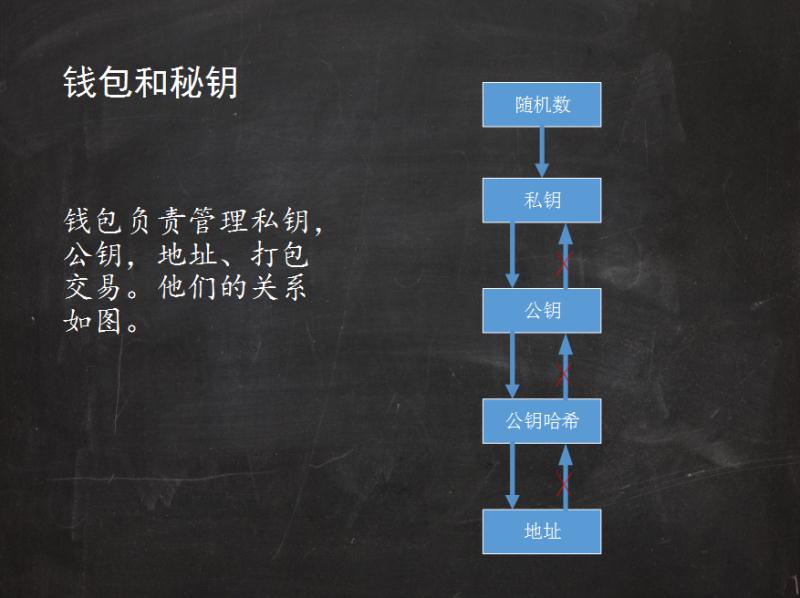 钱包和秘钥
钱包负责管理私钥，
公钥，地址、打包
交易。他们的关系
如图。
随机数
私钥
公钥
公钥哈希
地址